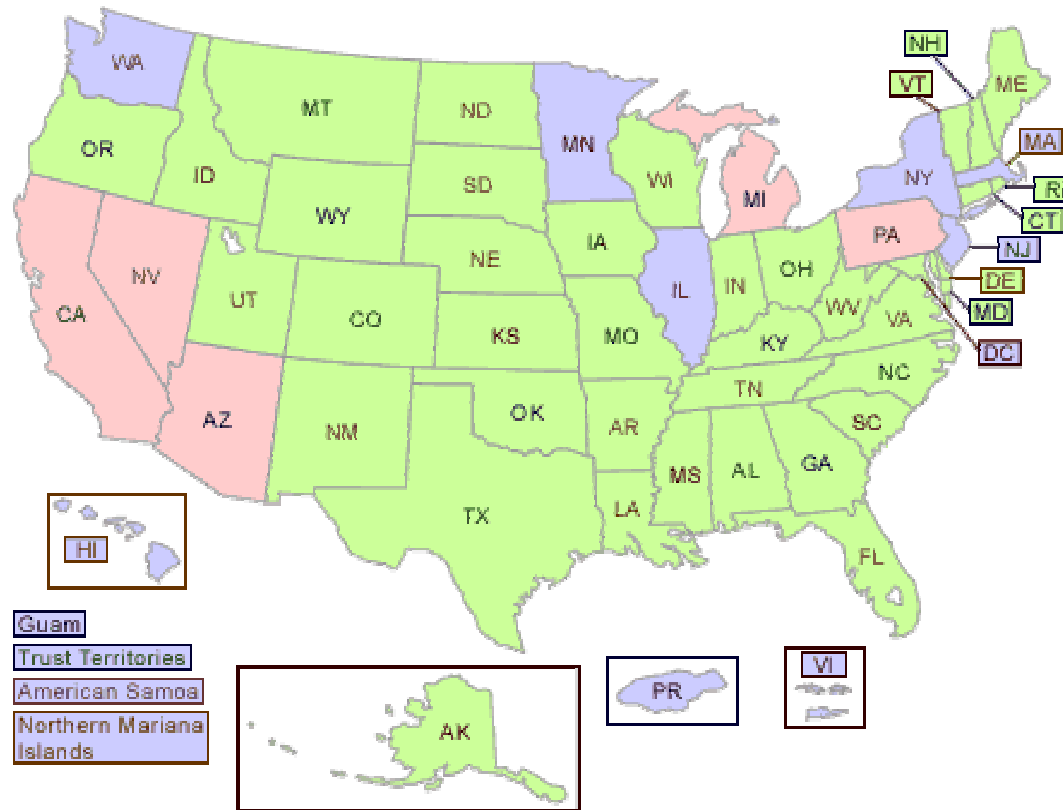 NH
WA
VT
ME
MT
ND
MN
MA
OR
ID
WI
NY
SD
MI
R
WY
CT
IA
PA
NJ
NE
NV
OH
IN
IL
DE
UT
CA
CO
WV
MD
VA
KS
MO
KY
DC
NC
TN
OK
AZ
NM
AR
SC
GA
MS
AL
LA
TX
HI
FL
Guam
Trust Territories
American Samoa
Northern Mariana
Islands
VI
PR
AK